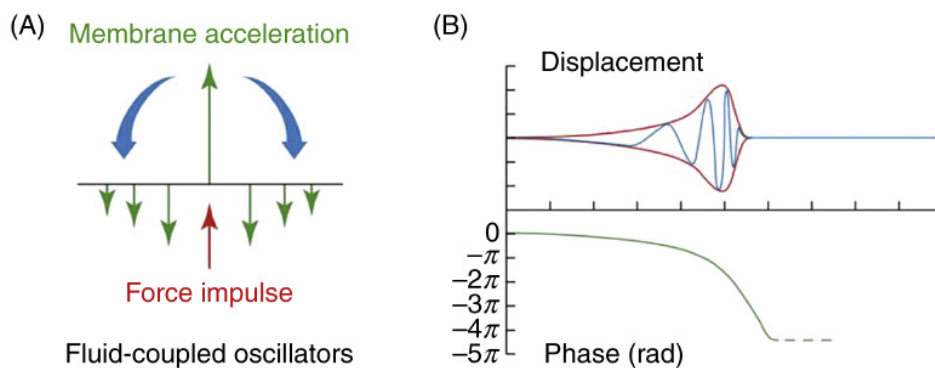 (A)
Membrane acceleration
Force impulse
Fluid-coupled oscillators
(B)
Displacement
0
−π
−2π
−3π
−4π
−5π
Phase (rad)